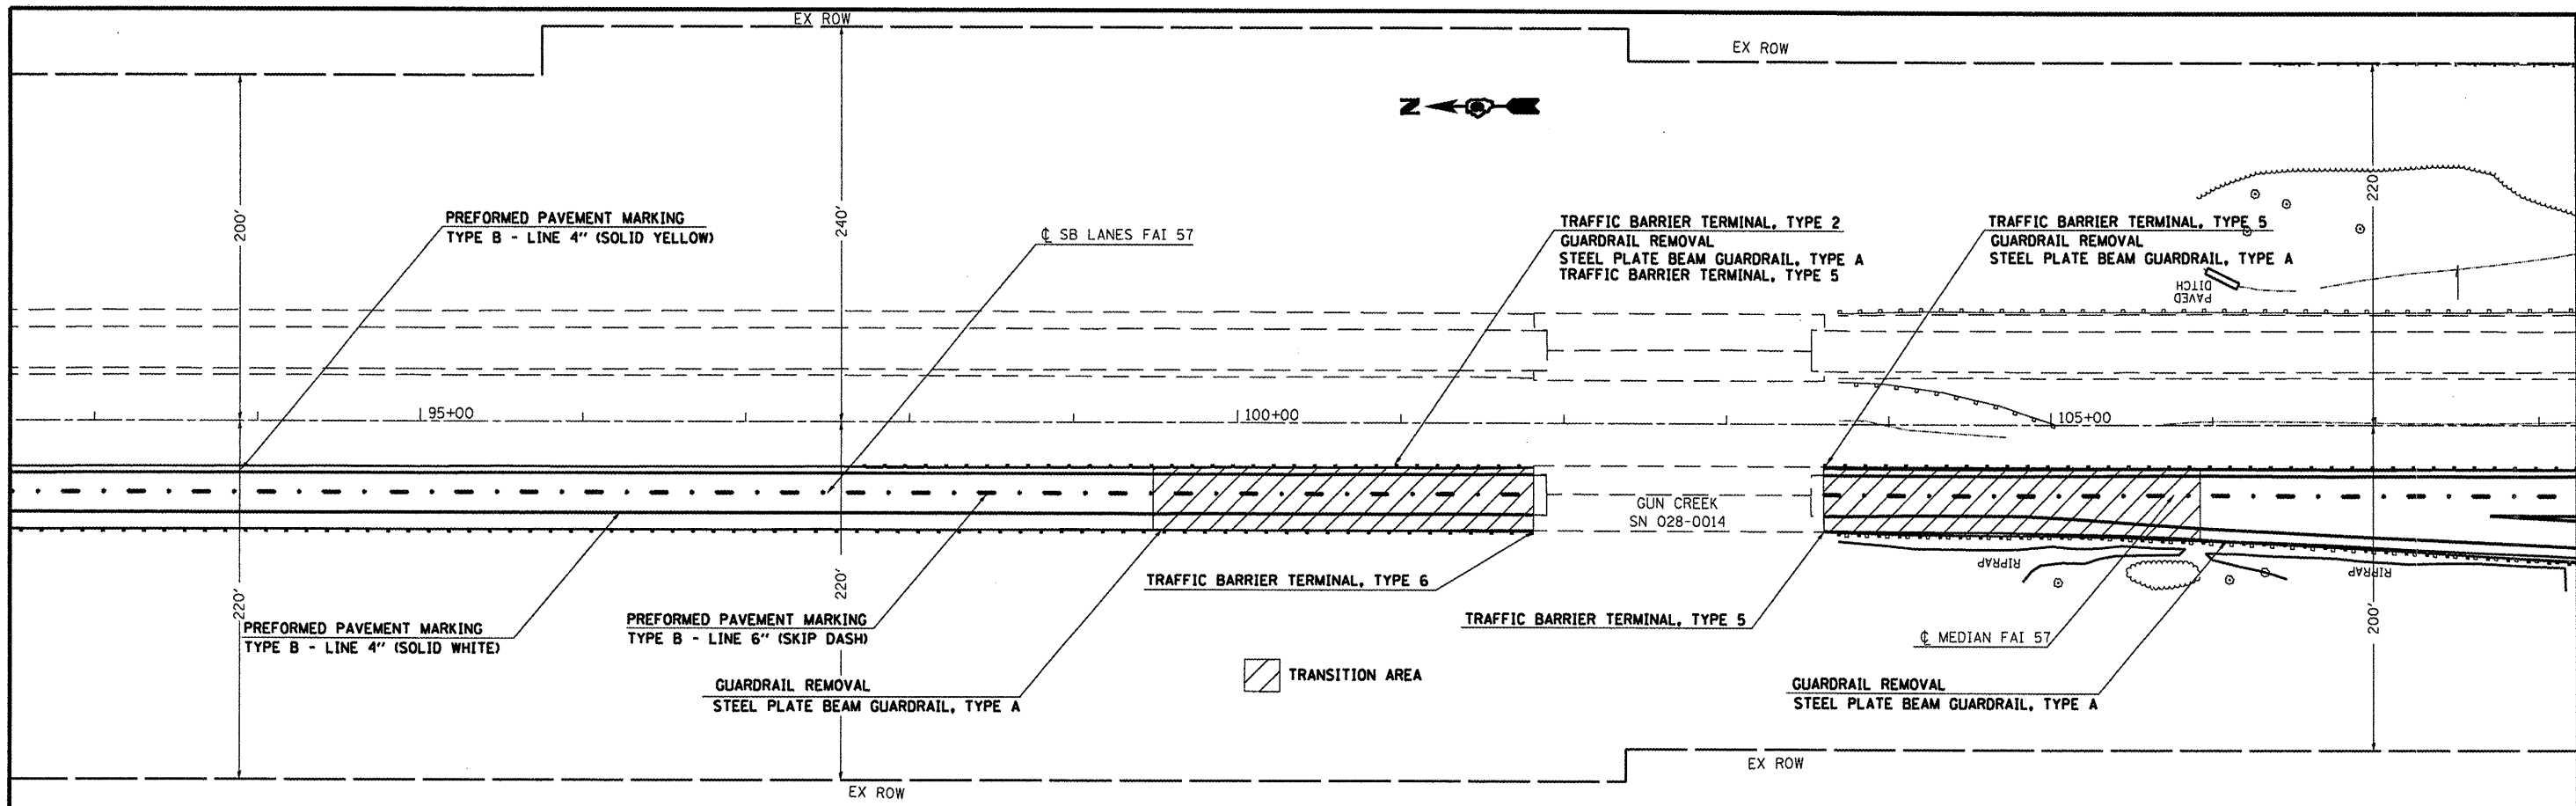 EX ROW
EX ROW
N
200'
240'
220'
PREFORMED PAVEMENT MARKING
TYPE B - LINE 4" (SOLID YELLOW)
℄ SB LANES FAI 57
TRAFFIC BARRIER TERMINAL, TYPE 2
GUARDRAIL REMOVAL
STEEL PLATE BEAM GUARDRAIL, TYPE A
TRAFFIC BARRIER TERMINAL, TYPE 5
TRAFFIC BARRIER TERMINAL, TYPE 5
GUARDRAIL REMOVAL
STEEL PLATE BEAM GUARDRAIL, TYPE A
PAVED
DITCH
95+00
100+00
105+00
GUN CREEK
SN 028-0014
RIPRAP
RIPRAP
220'
220'
200'
TRAFFIC BARRIER TERMINAL, TYPE 6
PREFORMED PAVEMENT MARKING
TYPE B - LINE 4" (SOLID WHITE)
PREFORMED PAVEMENT MARKING
TYPE B - LINE 6" (SKIP DASH)
TRAFFIC BARRIER TERMINAL, TYPE 5
℄ MEDIAN FAI 57
TRANSITION AREA
GUARDRAIL REMOVAL
STEEL PLATE BEAM GUARDRAIL, TYPE A
GUARDRAIL REMOVAL
STEEL PLATE BEAM GUARDRAIL, TYPE A
EX ROW
EX ROW